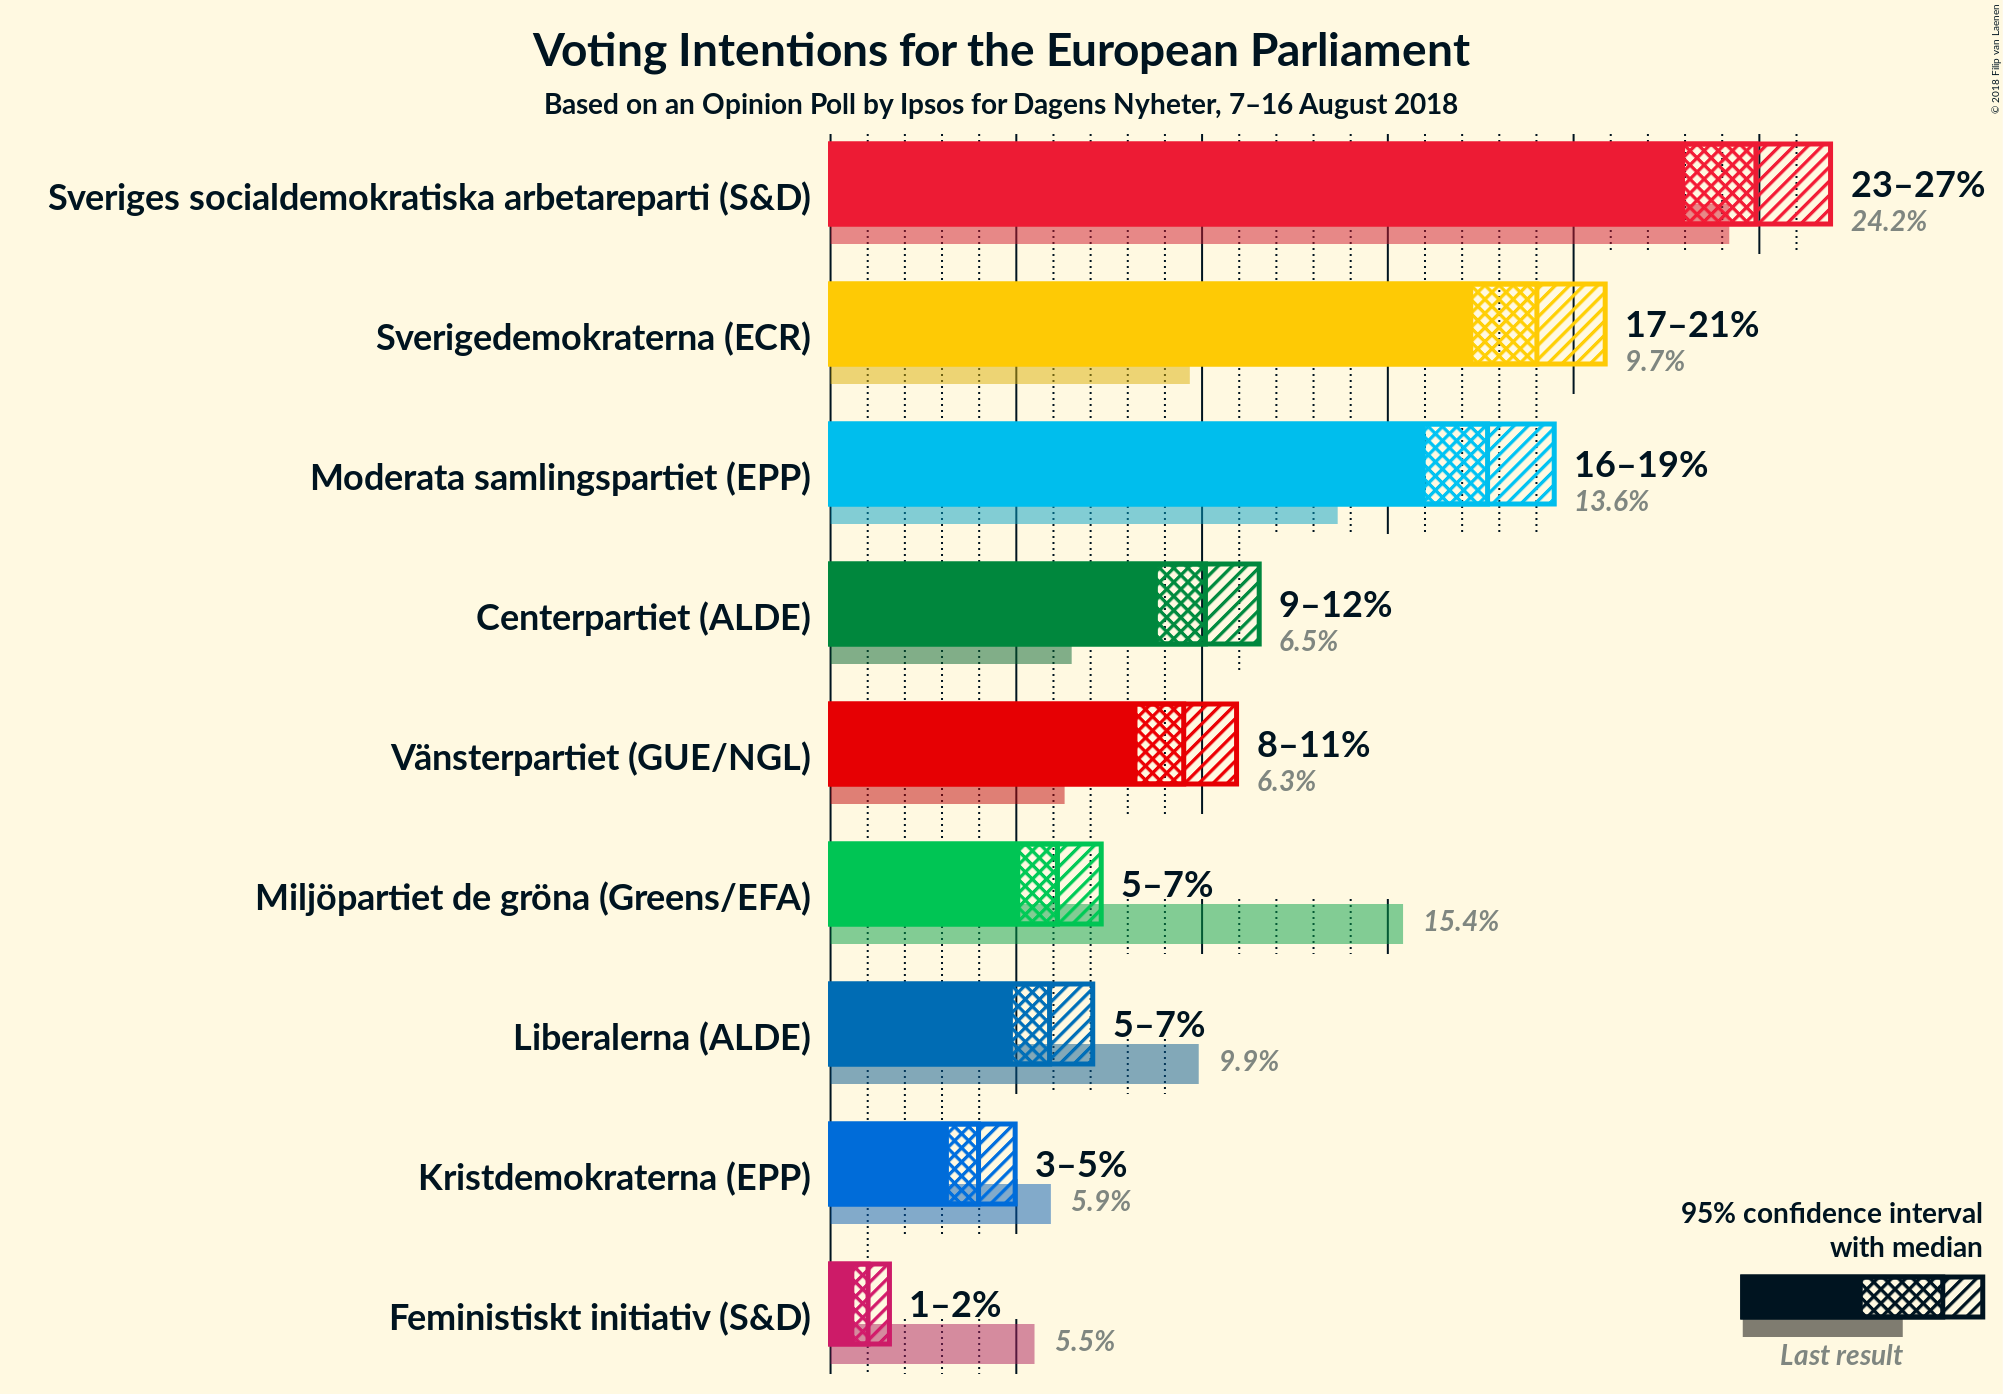 Voting Intentions for the European Parliament
Based on an Opinion Poll by Ipsos for Dagens Nyheter, 7–16 August 2018
© 2018 Filip van Laenen
Sveriges socialdemokratiska arbetareparti (S&D)
23–27%
24.2%
Sverigedemokraterna (ECR)
17–21%
9.7%
Moderata samlingspartiet (EPP)
16–19%
13.6%
Centerpartiet (ALDE)
9–12%
6.5%
Vänsterpartiet (GUE/NGL)
8–11%
6.3%
Miljöpartiet de gröna (Greens/EFA)
5–7%
15.4%
Liberalerna (ALDE)
5–7%
9.9%
Kristdemokraterna (EPP)
3–5%
5.9%
Feministiskt initiativ (S&D)
1–2%
5.5%
95% confidence interval
with median
Last result